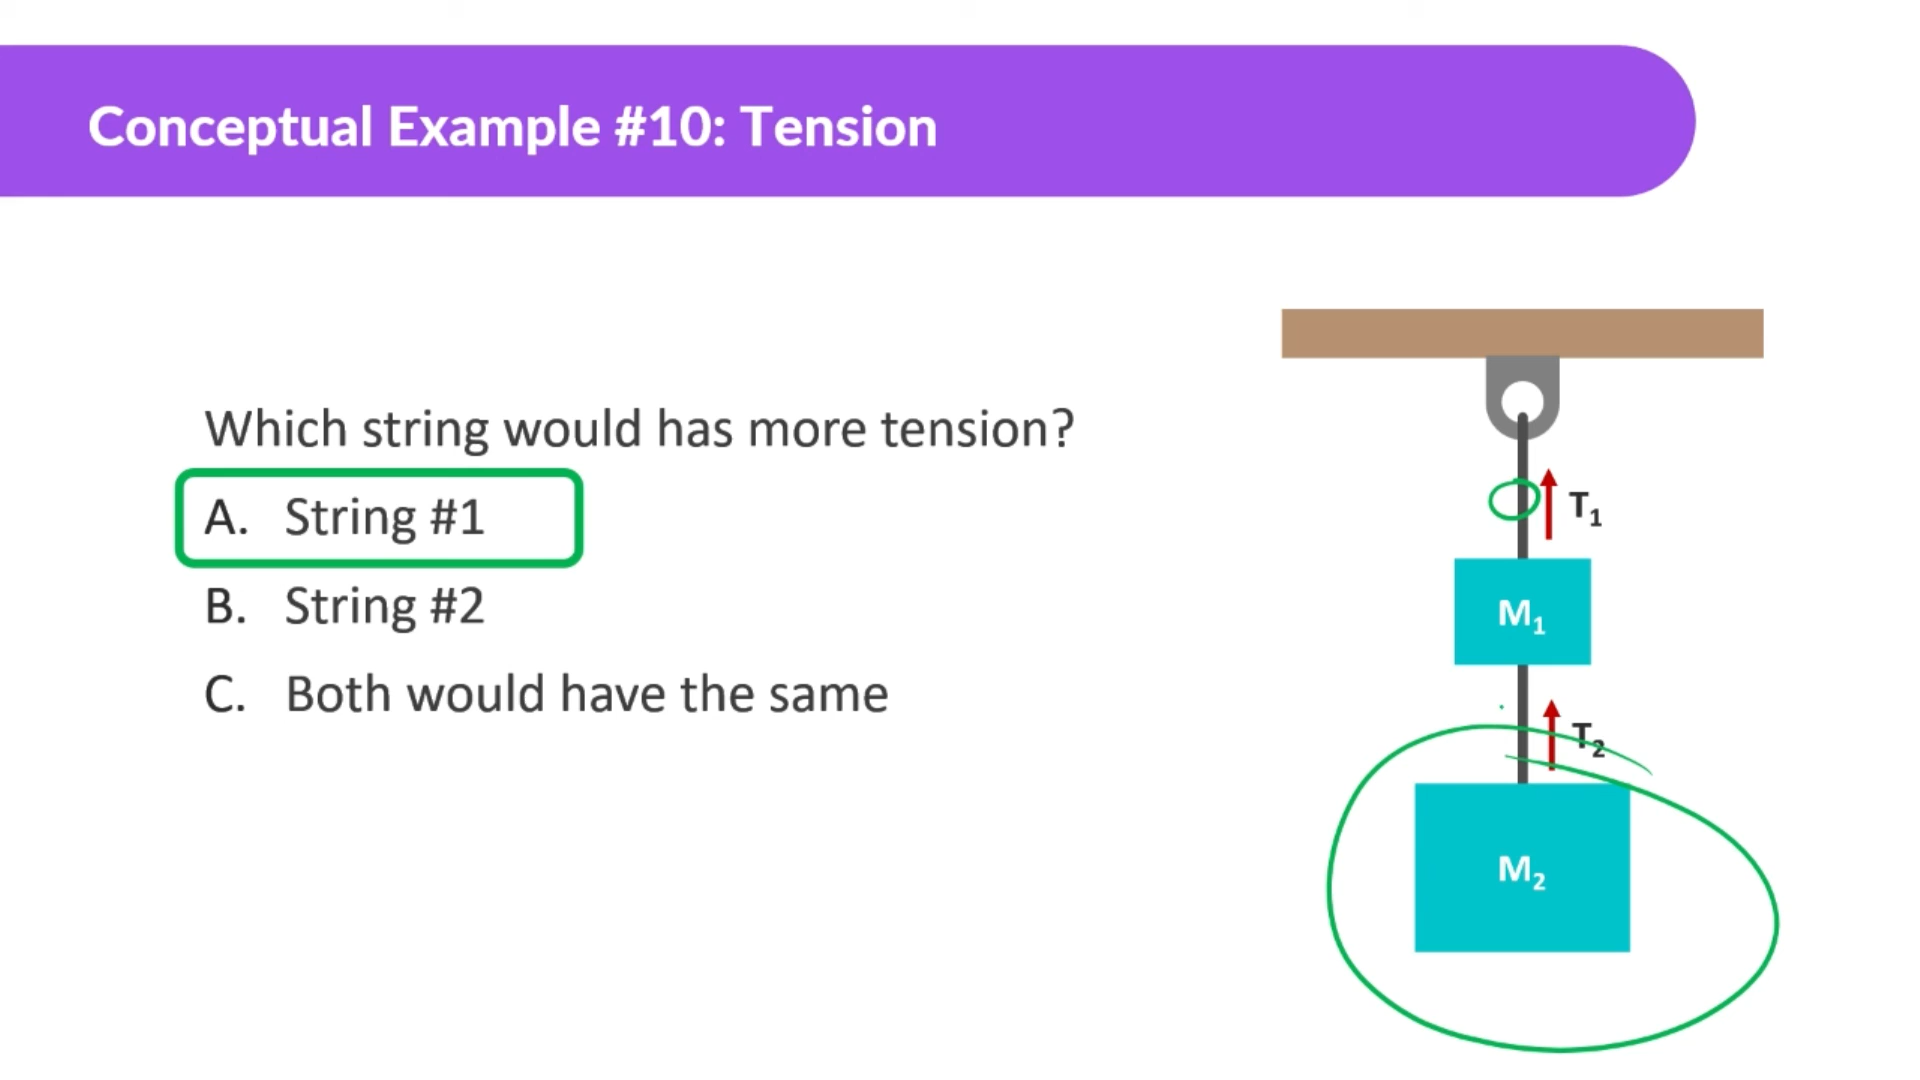 Conceptual Example #10: Tension
Which string would has more tension?
A. String #1
B. String #2
C. Both would have the same
T₁
M₁
T₂
M₂